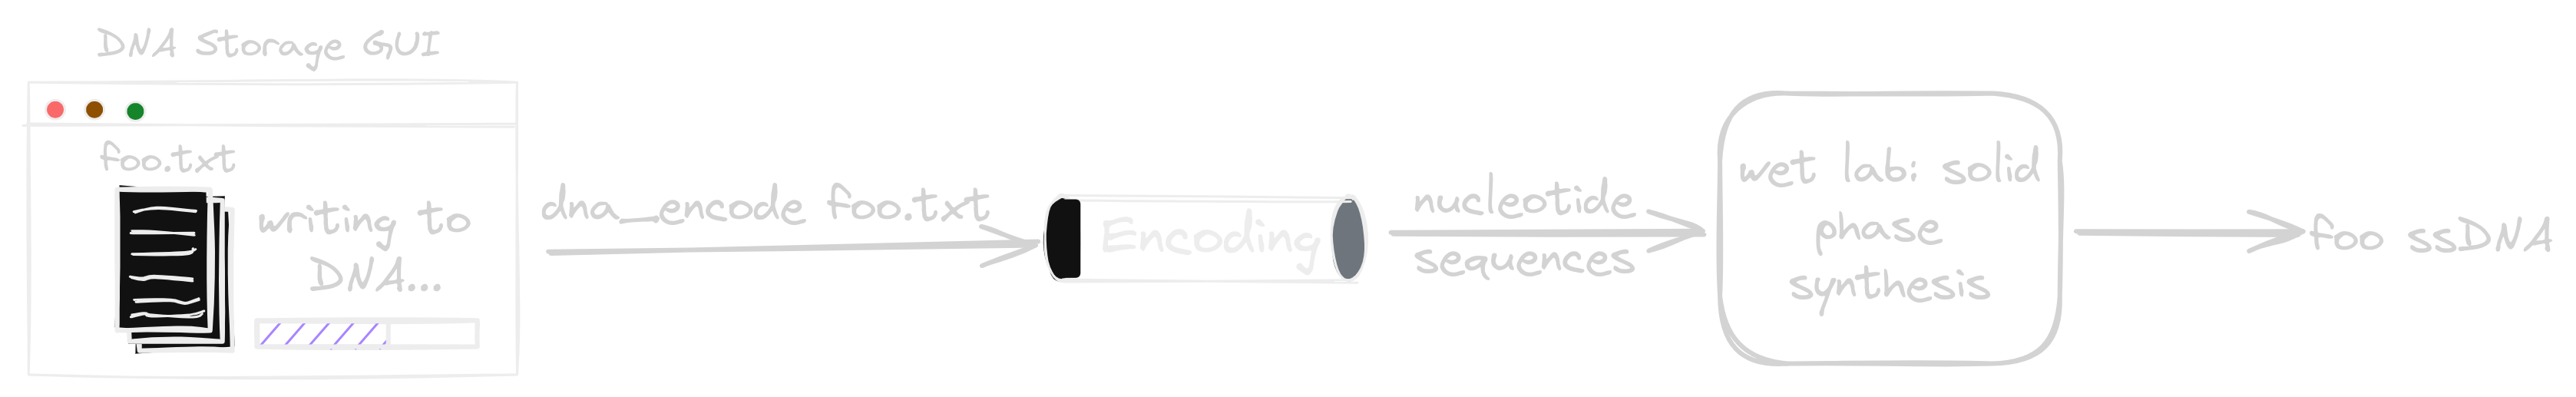 DNA Storage GUI
foo.txt
writing to
DNA...
dna_encode foo.txt
Encoding
nucleotide
sequences
wet lab: solid
phase
synthesis
foo ssDNA